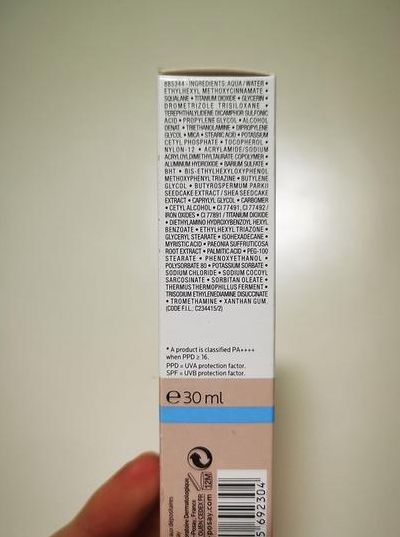 885344 - INGREDIENTS: AQUA / WATER •
ETHYLHEXYL METHOXYCINNAMATE •
SQUALANE • TITANIUM DIOXIDE • GLYCERIN •
DROMETRIZOLE TRISILOXANE •
TEREPHTHALYLIDENE DICAMPHOR SULFONIC
ACID • PROPYLENE GLYCOL • ALCOHOL
DENAT • TRIETHANOLAMINE • DIPROPYLENE
GLYCOL • MICA • STEARIC ACID • POTASSIUM
CETYL PHOSPHATE • TOCOPHEROL •
NYLON-12 • ACRYLAMIDE/SODIUM
ACRYLOYLDIMETHYLTAURATE COPOLYMER •
ALUMINUM HYDROXIDE • BARIUM SULFATE •
BHT • BIS-ETHYLHEXYLOXYPHENOL
METHOXYPHENYL TRIAZINE • BUTYLENE
GLYCOL • BUTYROSPERMUM PARKII
SEEDCAKE EXTRACT / SHEA SEEDCAKE
EXTRACT • CAPRYLYL GLYCOL • CARBOMER
• CETYL ALCOHOL • CI 77491, CI 77492 /
IRON OXIDES • CI 77891 / TITANIUM DIOXIDE
• DIETHYLAMINO HYDROXYBENZOYL HEXYL
BENZOATE • ETHYLHEXYL TRIAZONE •
GLYCERYL STEARATE • ISOHEXADECANE •
MYRISTIC ACID • PAEONIA SUFFRUTICOSA
ROOT EXTRACT • PALMITIC ACID • PEG-100
STEARATE • PHENOXYETHANOL •
POLYSORBATE 80 • POTASSIUM SORBATE •
SODIUM CHLORIDE • SODIUM COCOYL
SARCOSINATE • SORBITAN OLEATE •
THERMUS THERMOPHILLUS FERMENT •
TRISODIUM ETHYLENEDIAMINE DISUCCINATE
• TROMETHAMINE • XANTHAN GUM.
(CODE F.I.L.: C234415/2)
* A product is classified PA++++
when PPD ≥ 16.
PPD = UVA protection factor.
SPF = UVB protection factor.
℮ 30 ml
12M
5 692304